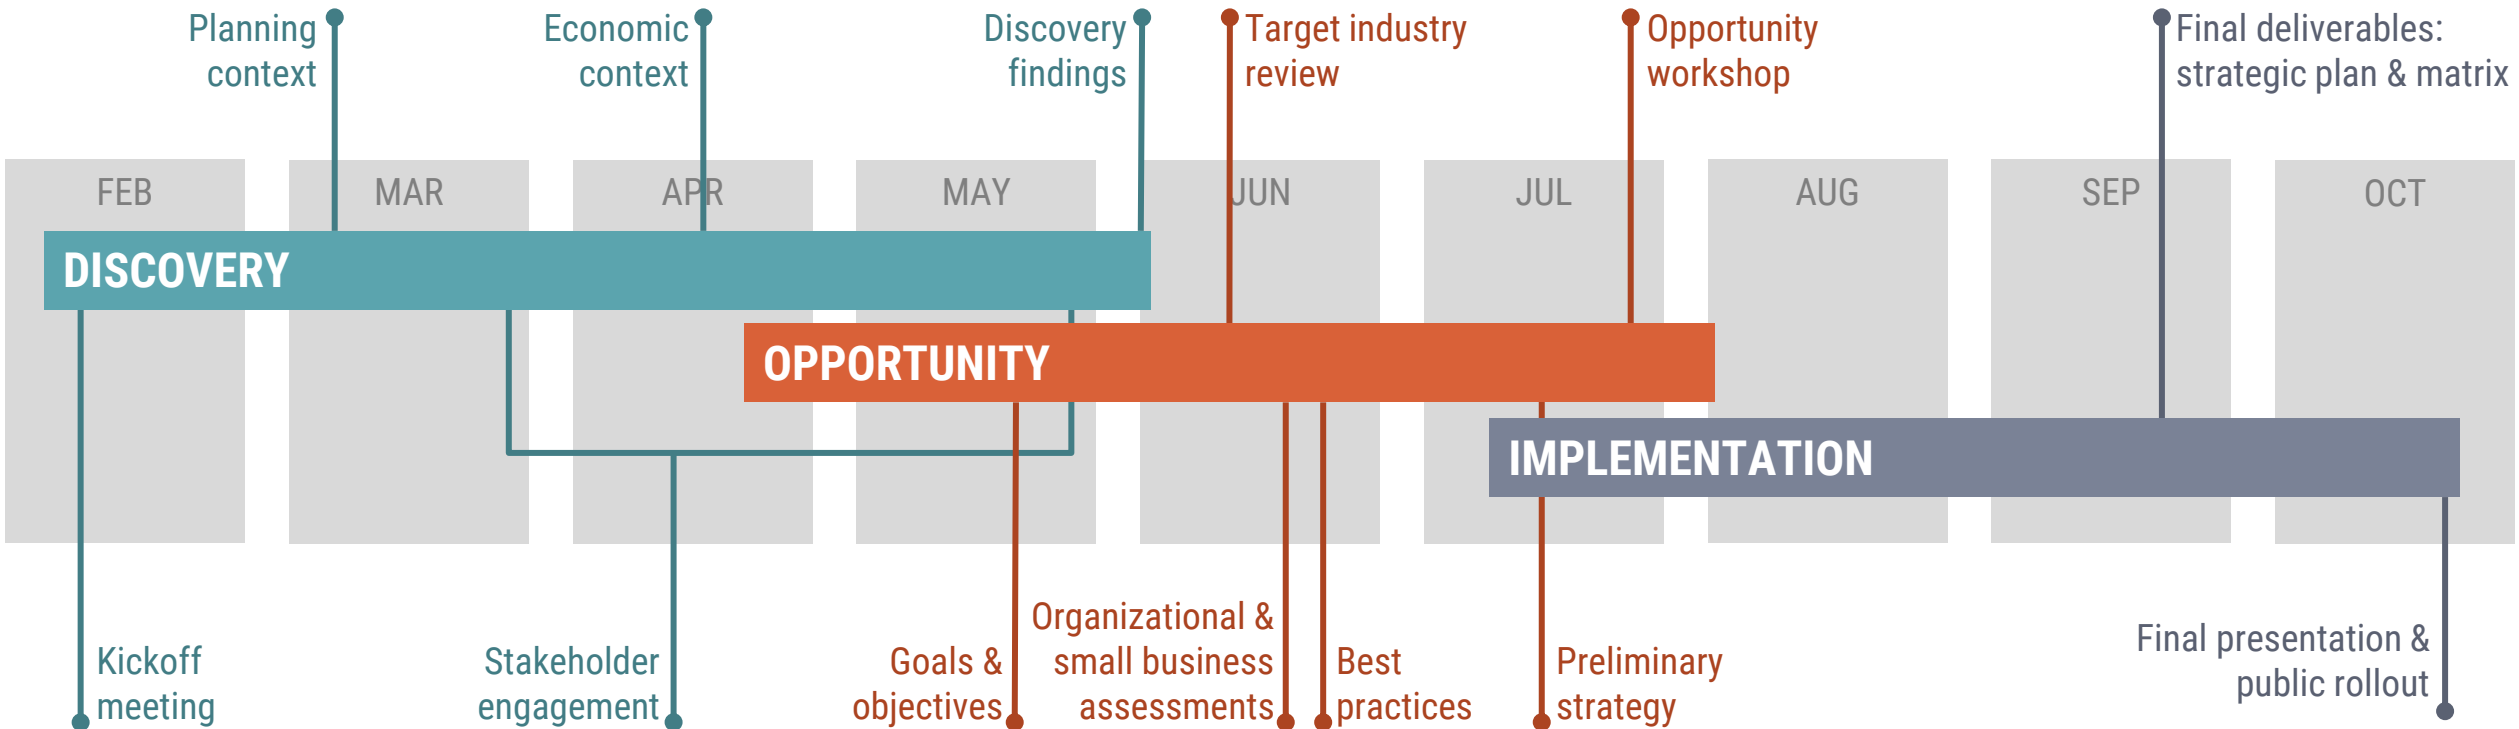 Planning
context
Economic
context
Discovery
findings
Target industry
review
Opportunity
workshop
Final deliverables:
strategic plan & matrix
FEB
MAR
APR
MAY
JUN
JUL
AUG
SEP
OCT
DISCOVERY
OPPORTUNITY
IMPLEMENTATION
Kickoff
meeting
Stakeholder
engagement
Goals &
objectives
Organizational &
small business
assessments
Best
practices
Preliminary
strategy
Final presentation &
public rollout